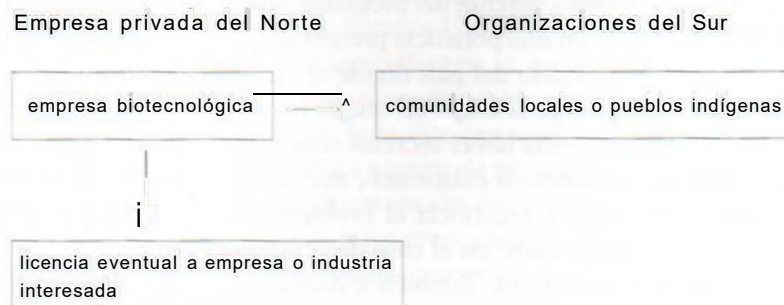 Empresa privada del Norte
Organizaciones del Sur
empresa biotecnológica
comunidades locales o pueblos indígenas
licencia eventual a empresa o industria
interesada